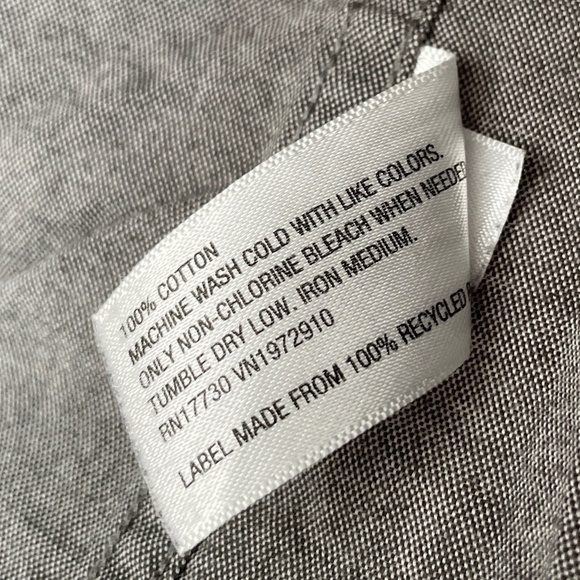 100% COTTON
MACHINE WASH COLD WITH LIKE COLORS.
ONLY NON-CHLORINE BLEACH WHEN NEEDED
TUMBLE DRY LOW. IRON MEDIUM.
RN17730 VN1972910
LABEL MADE FROM 100% RECYCLED